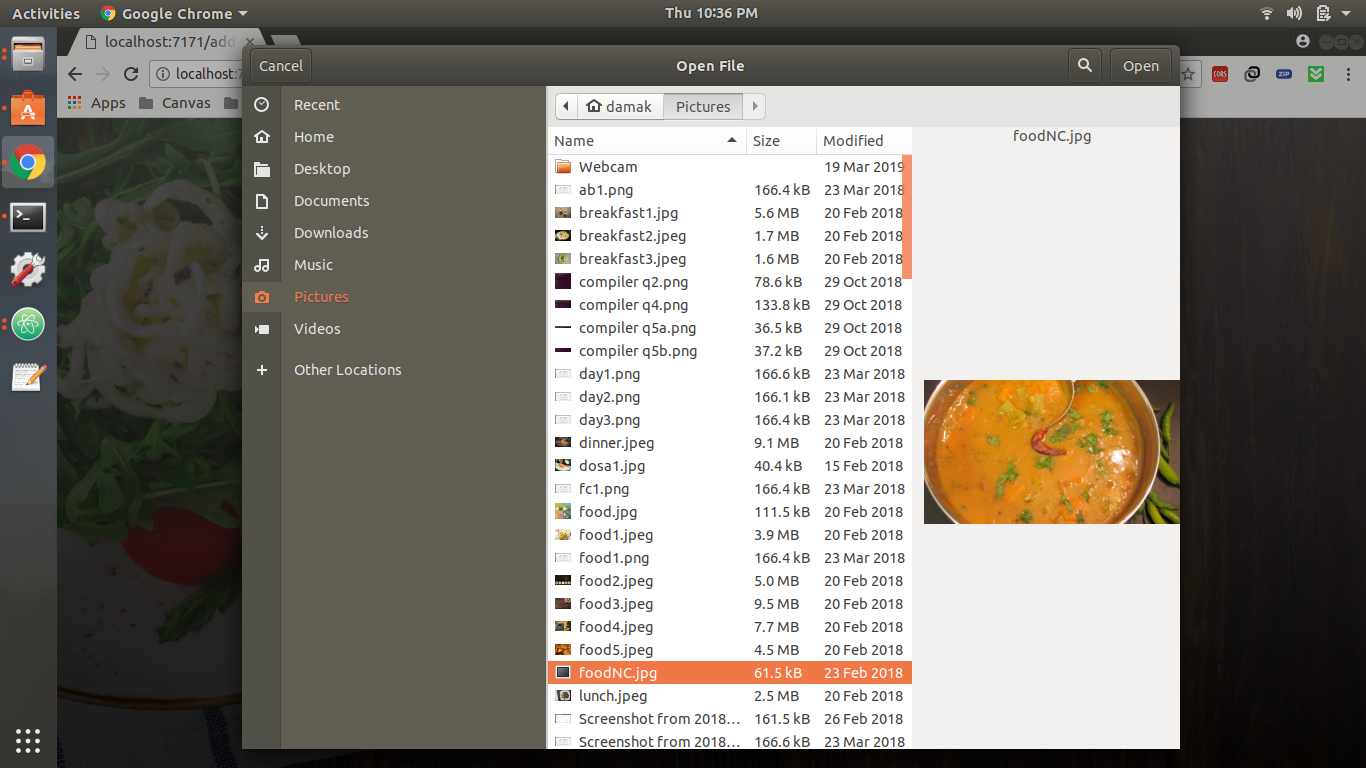 Activities Google Chrome Thu 10:36 PM
localhost:7171/add
localhost:7
CORS ZIP
Apps Canvas
Cancel Open File Open
Recent
Home
Desktop
Documents
Downloads
Music
Pictures
Videos
Other Locations
damak Pictures
Name Size Modified
Webcam 19 Mar 2019
ab1.png 166.4 kB 23 Mar 2018
breakfast1.jpg 5.6 MB 20 Feb 2018
breakfast2.jpeg 1.7 MB 20 Feb 2018
breakfast3.jpeg 1.6 MB 20 Feb 2018
compiler q2.png 78.6 kB 29 Oct 2018
compiler q4.png 133.8 kB 29 Oct 2018
compiler q5a.png 36.5 kB 29 Oct 2018
compiler q5b.png 37.2 kB 29 Oct 2018
day1.png 166.6 kB 23 Mar 2018
day2.png 166.1 kB 23 Mar 2018
day3.png 166.4 kB 23 Mar 2018
dinner.jpeg 9.1 MB 20 Feb 2018
dosa1.jpg 40.4 kB 15 Feb 2018
fc1.png 166.4 kB 23 Mar 2018
food.jpg 111.5 kB 20 Feb 2018
food1.jpeg 3.9 MB 20 Feb 2018
food1.png 166.4 kB 23 Mar 2018
food2.jpeg 5.0 MB 20 Feb 2018
food3.jpeg 9.5 MB 20 Feb 2018
food4.jpeg 7.7 MB 20 Feb 2018
food5.jpeg 4.5 MB 20 Feb 2018
foodNC.jpg 61.5 kB 23 Feb 2018
lunch.jpeg 2.5 MB 20 Feb 2018
Screenshot from 2018... 161.5 kB 26 Feb 2018
Screenshot from 2018... 166.6 kB 23 Mar 2018
foodNC.jpg